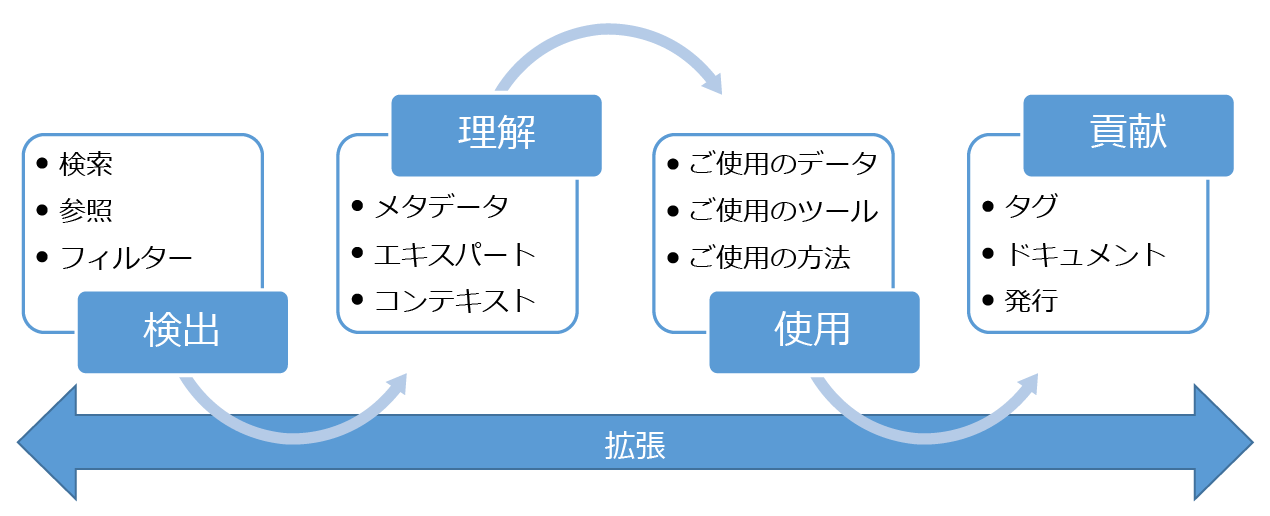 • 検索
• 参照
• フィルター
検出
理解
• メタデータ
• エキスパート
• コンテキスト
• ご使用のデータ
• ご使用のツール
• ご使用の方法
使用
貢献
• タグ
• ドキュメント
• 発行
拡張